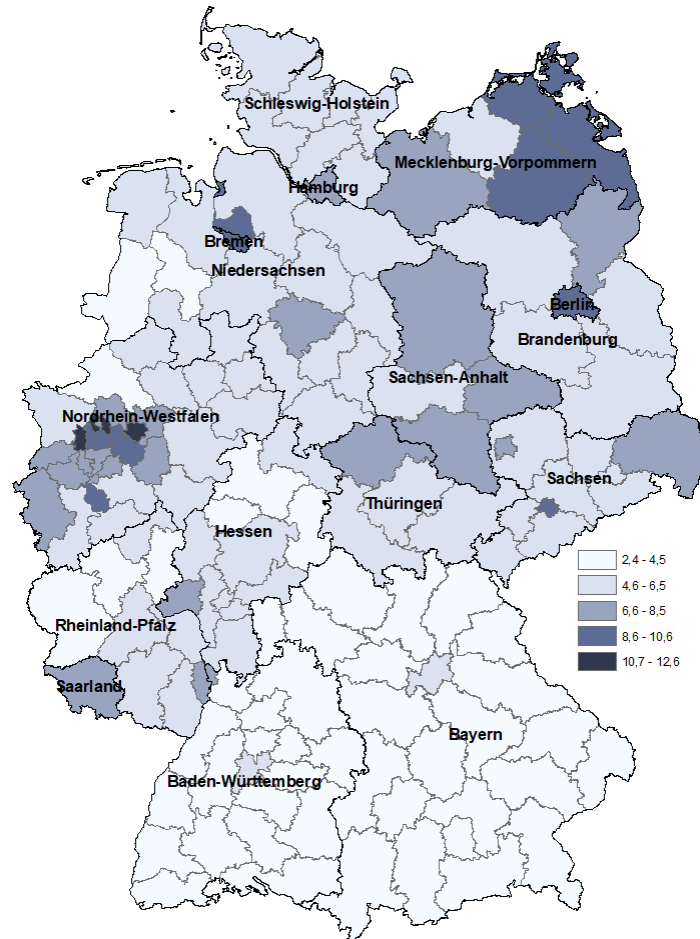 Schleswig-Holstein
Mecklenburg-Vorpommern
Hamburg
Bremen
Niedersachsen
Berlin
Brandenburg
Sachsen-Anhalt
Nordrhein-Westfalen
Sachsen
Thüringen
Hessen
2,4 - 4,5
4,6 - 6,5
6,6 - 8,5
8,6 - 10,6
10,7 - 12,6
Rheinland-Pfalz
Saarland
Bayern
Baden-Württemberg